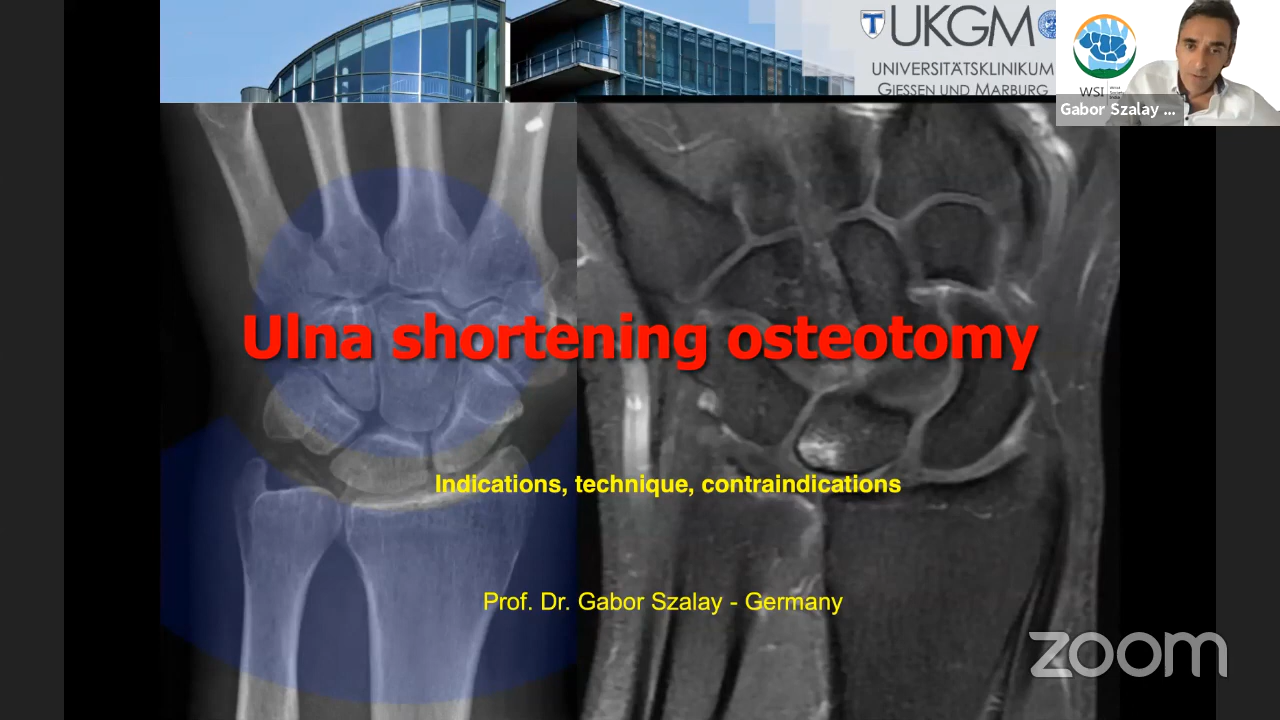 UKGM
UNIVERSITÄTSKLINIKUM
GIESSEN UND MARBURG
WSI
Gabor Szalay ...
Ulna shortening osteotomy
Indications, technique, contraindications
Prof. Dr. Gabor Szalay - Germany
zoom